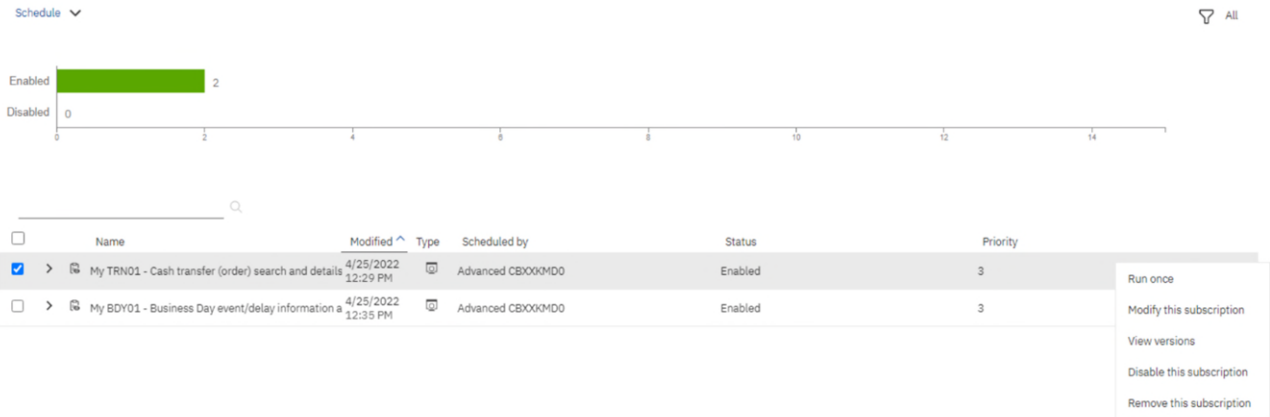 Schedule
All
Enabled 2
Disabled 0
0 2 4 6 8 10 12 14
Name Modified Type Scheduled by Status Priority
My TRN01 - Cash transfer (order) search and details 4/25/2022 12:29 PM Advanced CBXXKMD0 Enabled 3
My BDY01 - Business Day event/delay information a 4/25/2022 12:35 PM Advanced CBXXKMD0 Enabled 3
Run once
Modify this subscription
View versions
Disable this subscription
Remove this subscription